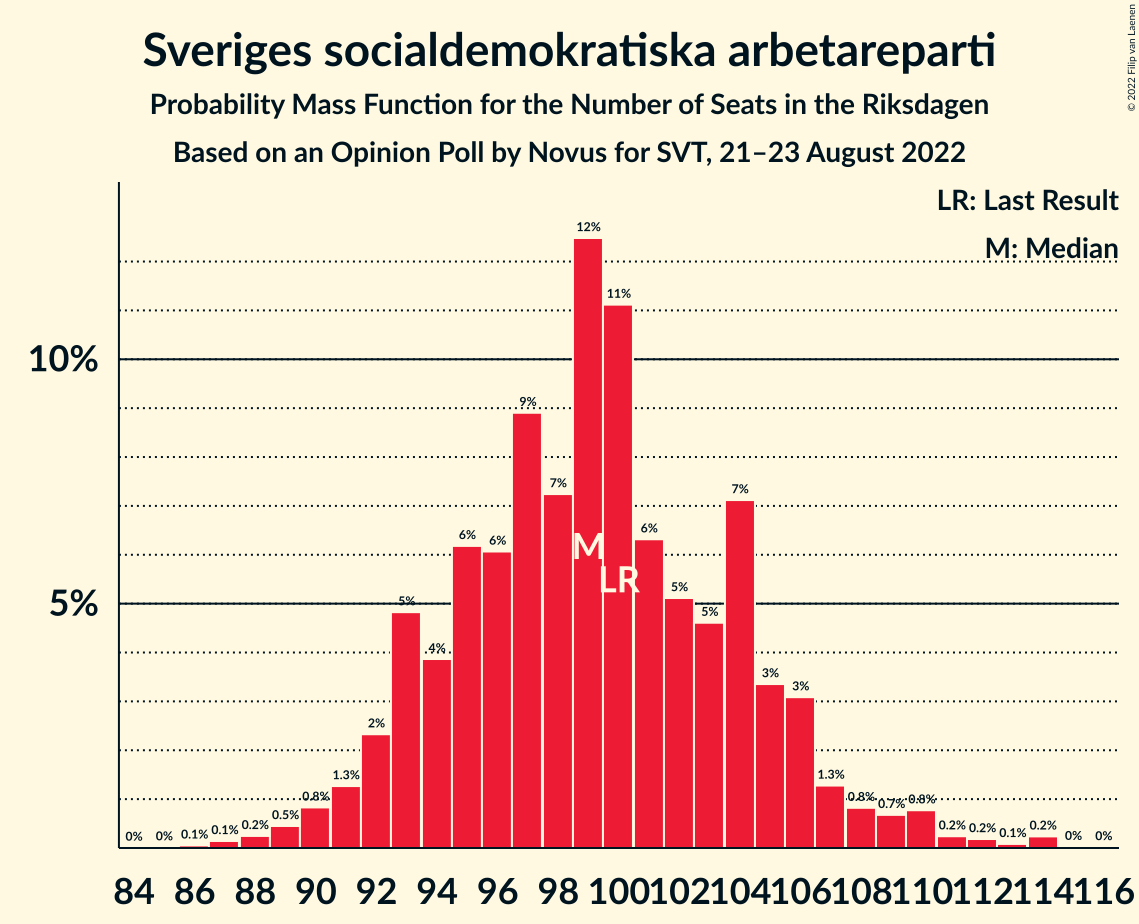 Sveriges socialdemokratiska arbetareparti
Probability Mass Function for the Number of Seats in the Riksdagen
Based on an Opinion Poll by Novus for SVT, 21–23 August 2022
© 2022 Filip van Laenen
LR: Last Result
M: Median
10%
5%
0% 0% 0.1% 0.1% 0.2% 0.5% 0.8% 1.3% 2% 5% 4% 6% 6% 9% 7% 12% 11% 6% 5% 5% 7% 3% 3% 1.3% 0.8% 0.7% 0.8% 0.2% 0.2% 0.1% 0.2% 0% 0%
M
LR
84 86 88 90 92 94 96 98 100 102 104 106 108 110 112 114 116